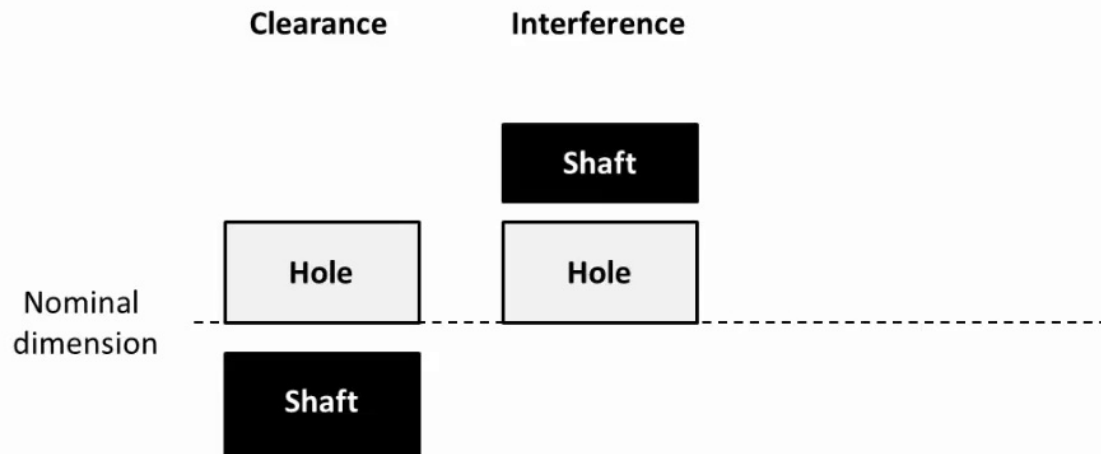 Clearance
Interference
Shaft
Hole
Hole
Nominal
dimension
Shaft